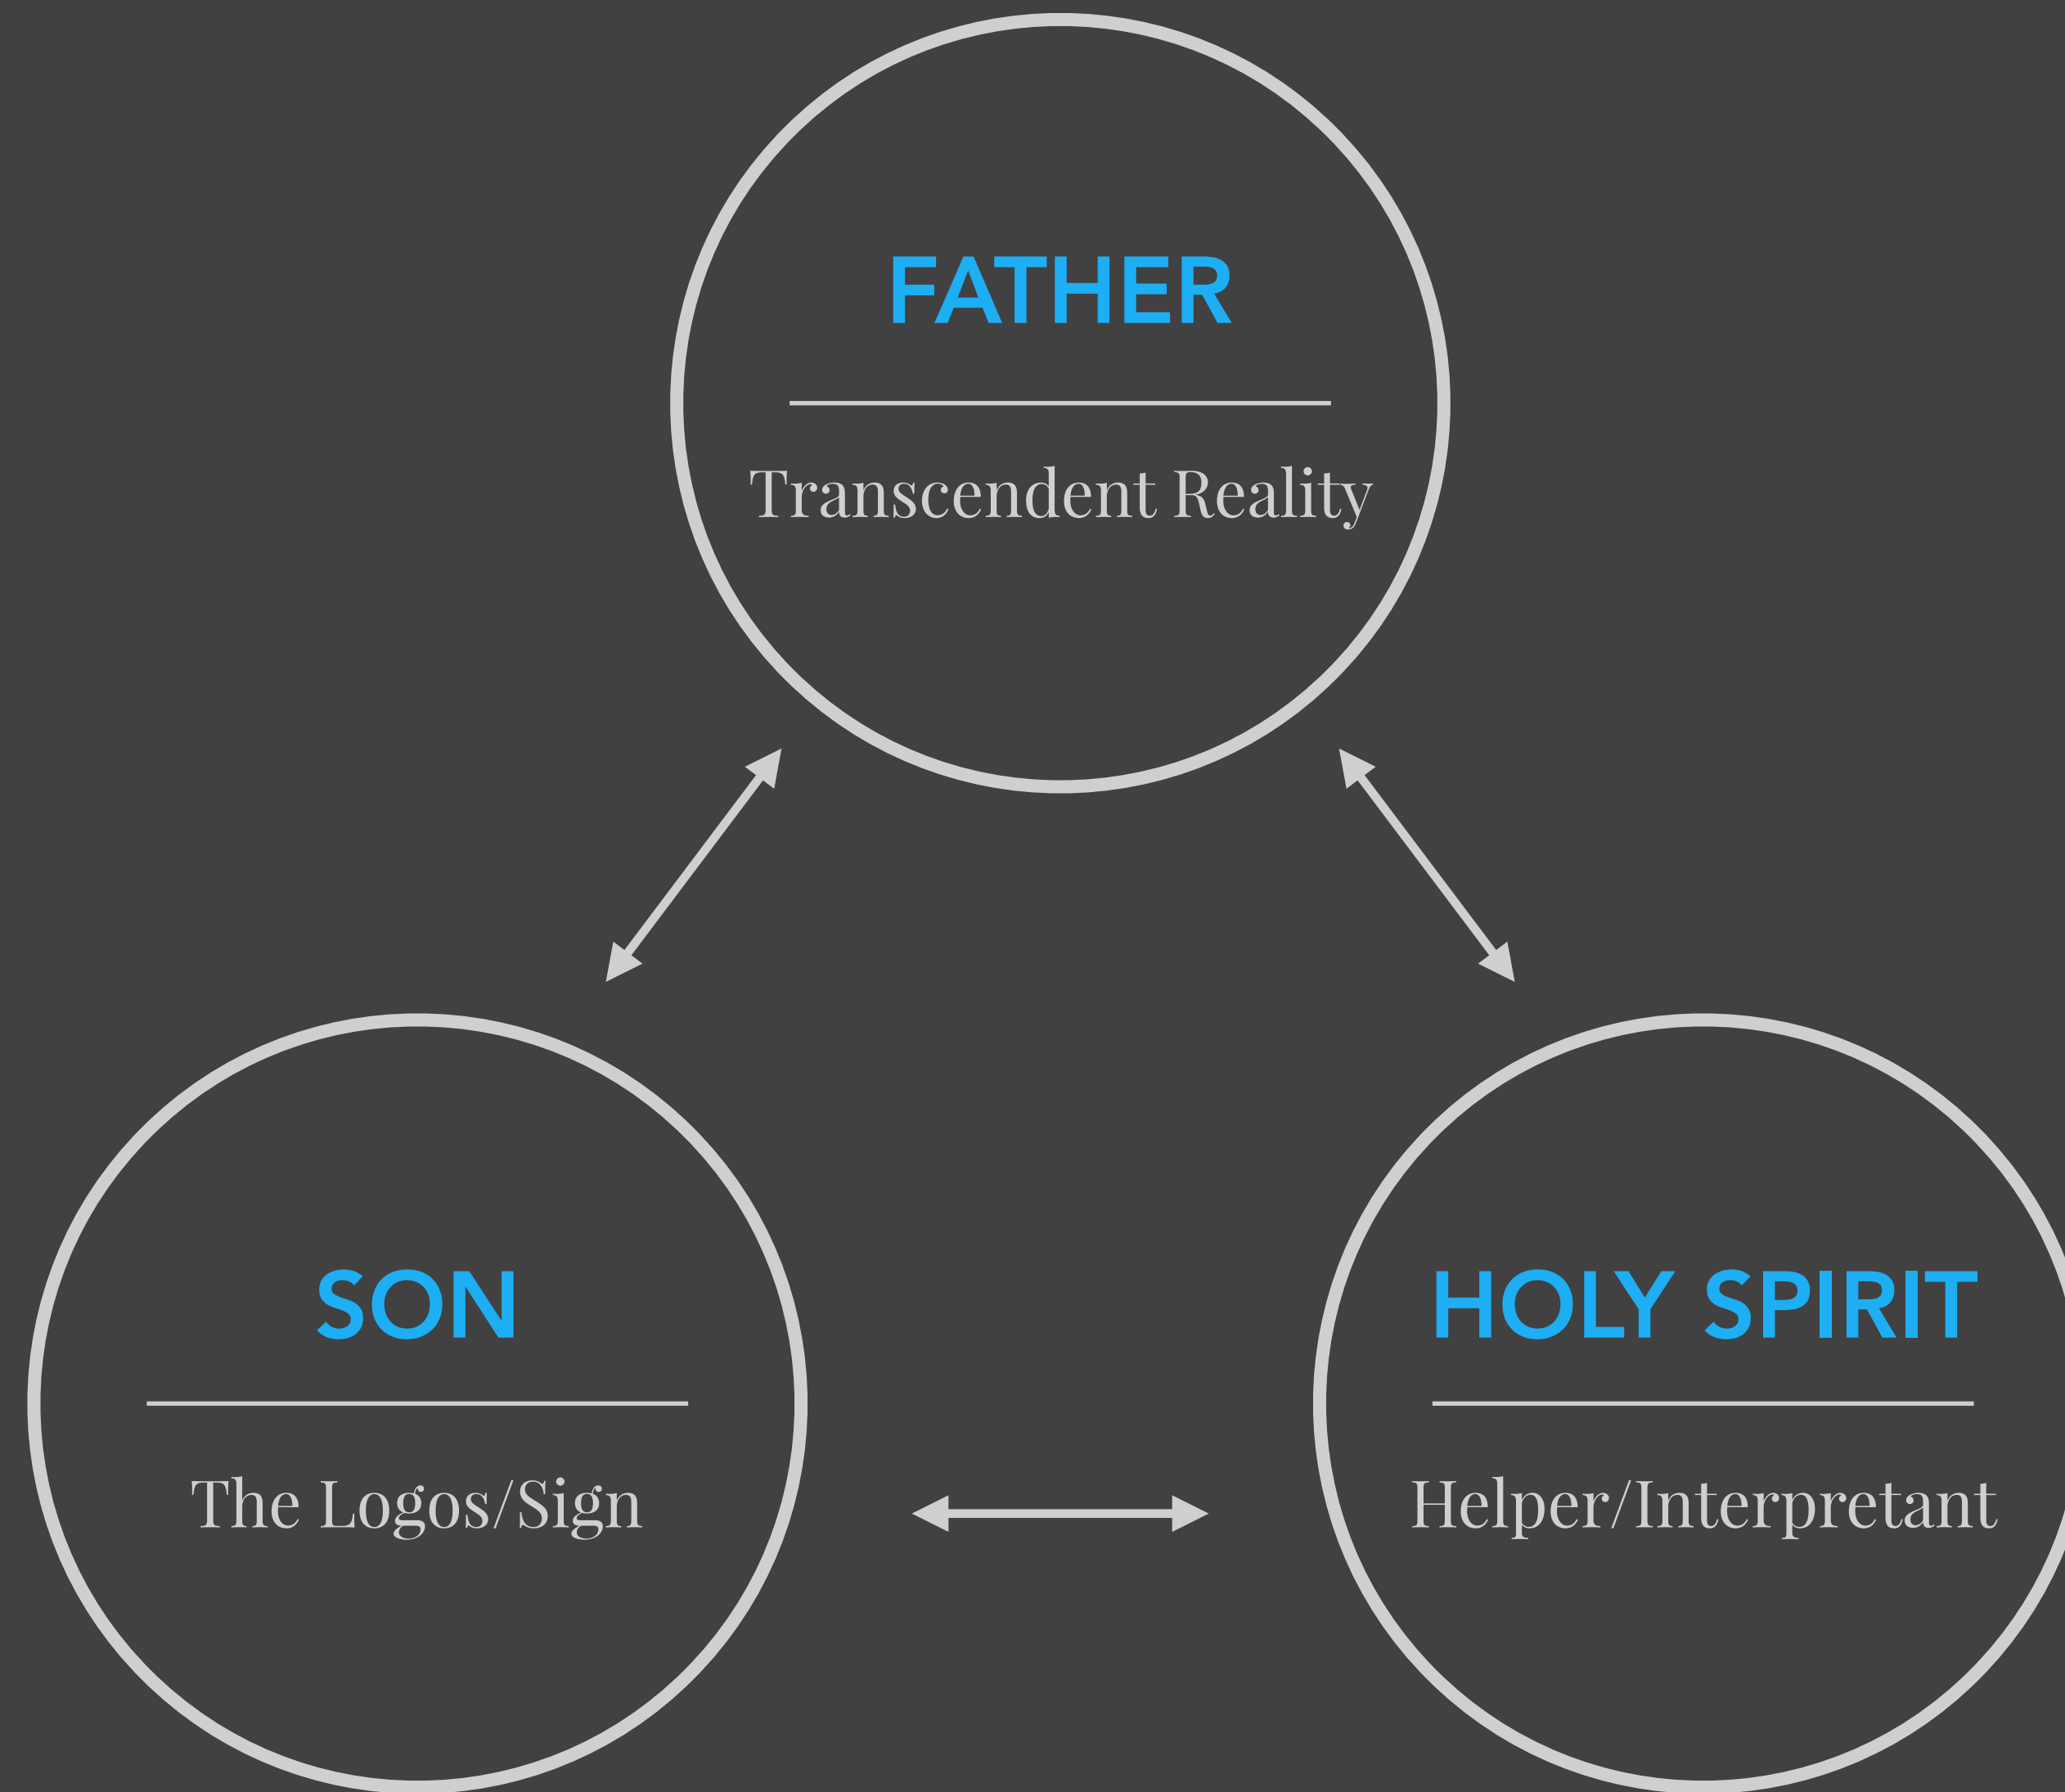 FATHER
Transcendent Reality
SON
The Logos/Sign
HOLY SPIRIT
Helper/Interpretant